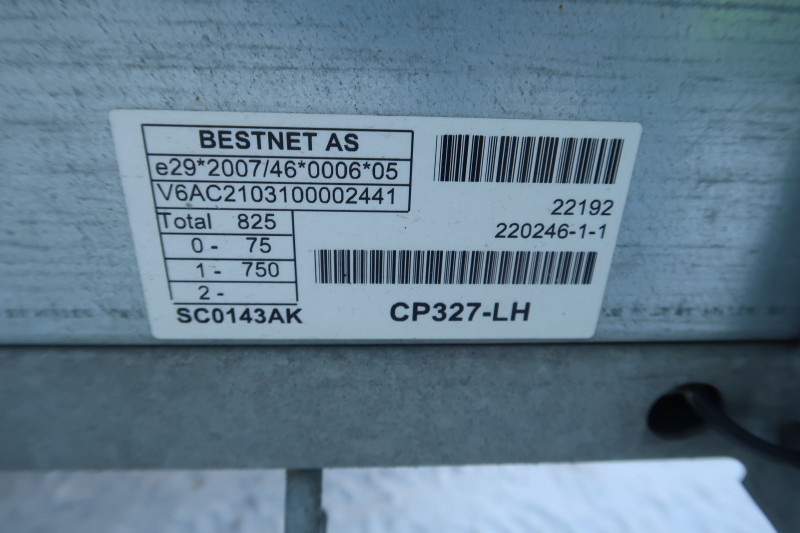 BESTNET AS
e29*2007/46*0006*05
V6AC2103100002441
Total 825
0 - 75
1 - 750
2 -
SC0143AK
22192
220246-1-1
CP327-LH